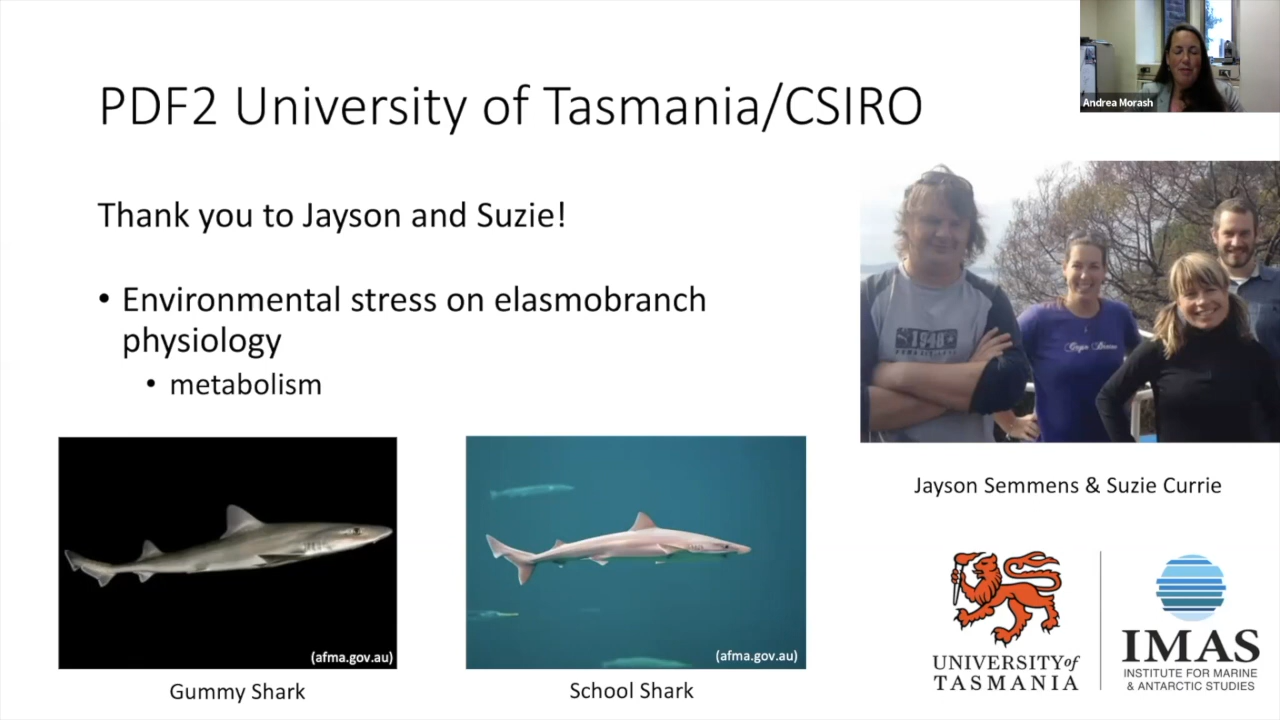 Andrea Morash
PDF2 University of Tasmania/CSIRO
Thank you to Jayson and Suzie!
• Environmental stress on elasmobranch
physiology
• metabolism
1948
Jayson Semmens & Suzie Currie
(afma.gov.au)
Gummy Shark
(afma.gov.au)
School Shark
UNIVERSITY of
TASMANIA
IMAS
INSTITUTE FOR MARINE
& ANTARCTIC STUDIES